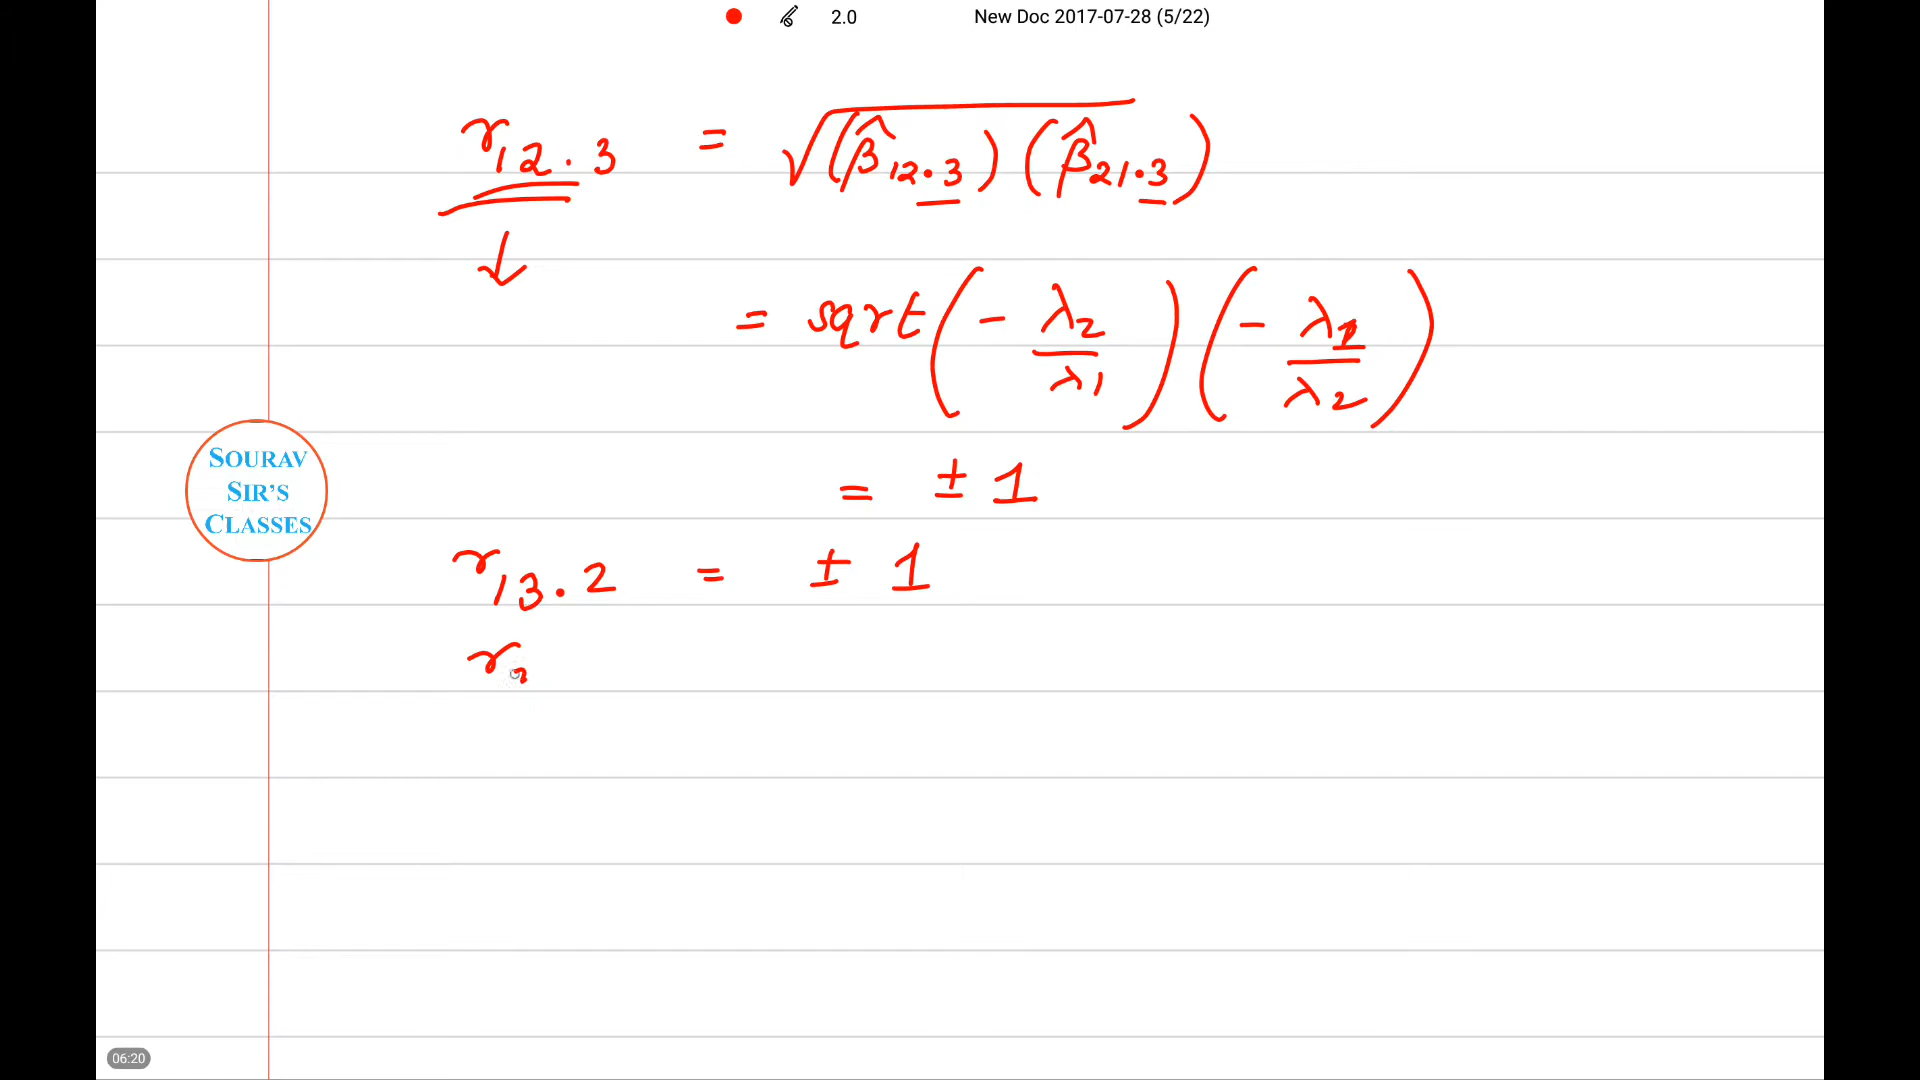 2.0 New Doc 2017-07-28 (5/22)
r₁₂.₃ = √(β̂₁₂.₃)(β̂₂₁.₃)
= sqrt(-λ₂/λ₁)(-λ₁/λ₂)
= ± 1
SOURAV
SIR'S
CLASSES
r₁₃.₂ = ± 1
r₂
06:20